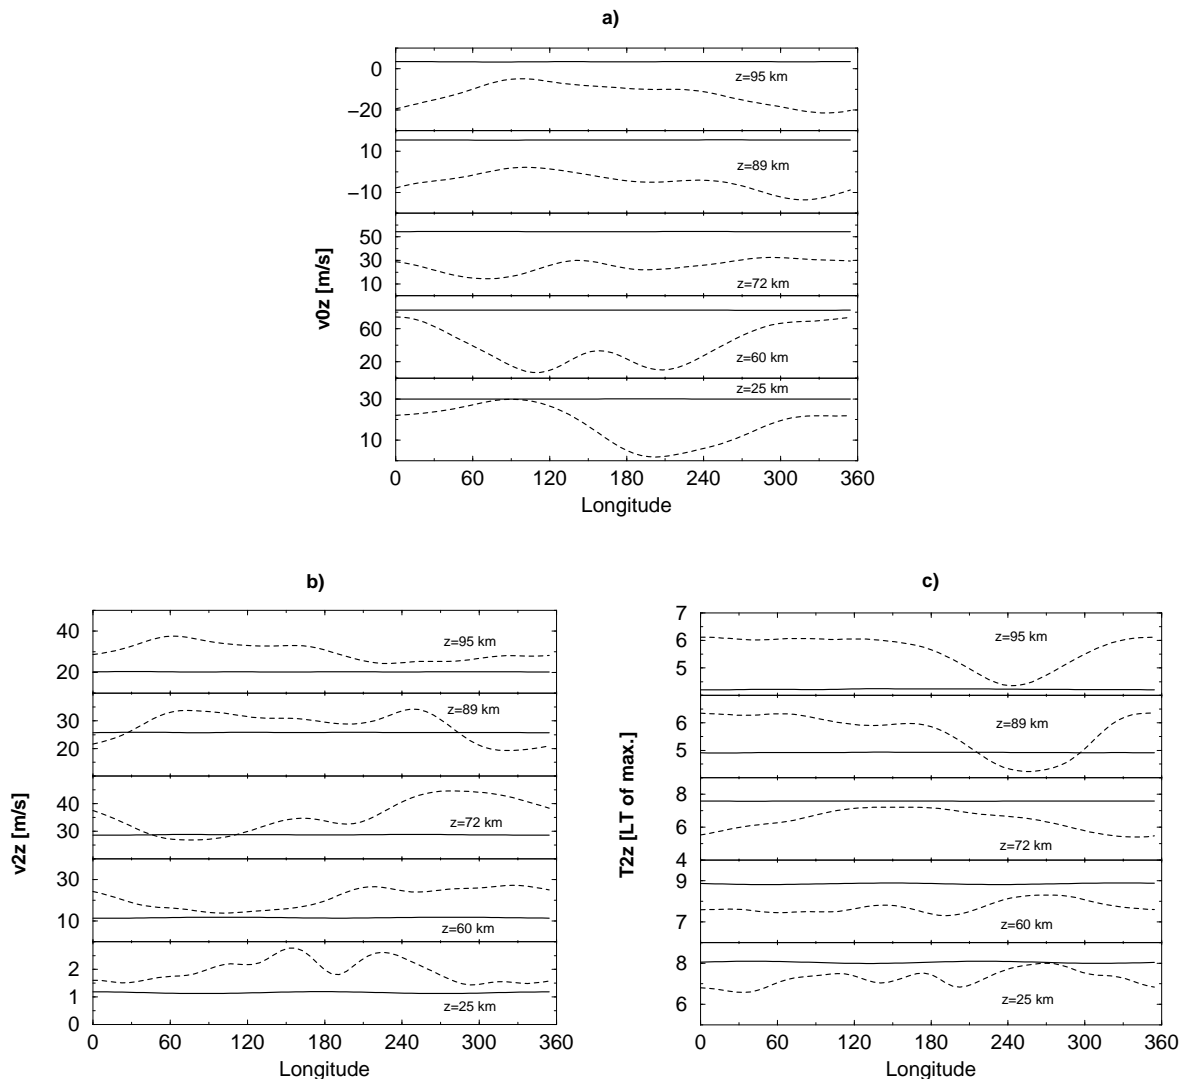 a)
0
−20
z=95 km
10
−10
z=89 km
50
30
10
z=72 km
60
20
z=60 km
30
10
z=25 km
v0z [m/s]
0 60 120 180 240 300 360
Longitude
b)
40
20
z=95 km
30
20
z=89 km
40
30
z=72 km
30
10
z=60 km
2
1
0
z=25 km
v2z [m/s]
0 60 120 180 240 300 360
Longitude
c)
7
6
5
z=95 km
6
5
z=89 km
8
6
4
z=72 km
9
7
z=60 km
8
6
z=25 km
T2z [LT of max.]
0 60 120 180 240 300 360
Longitude